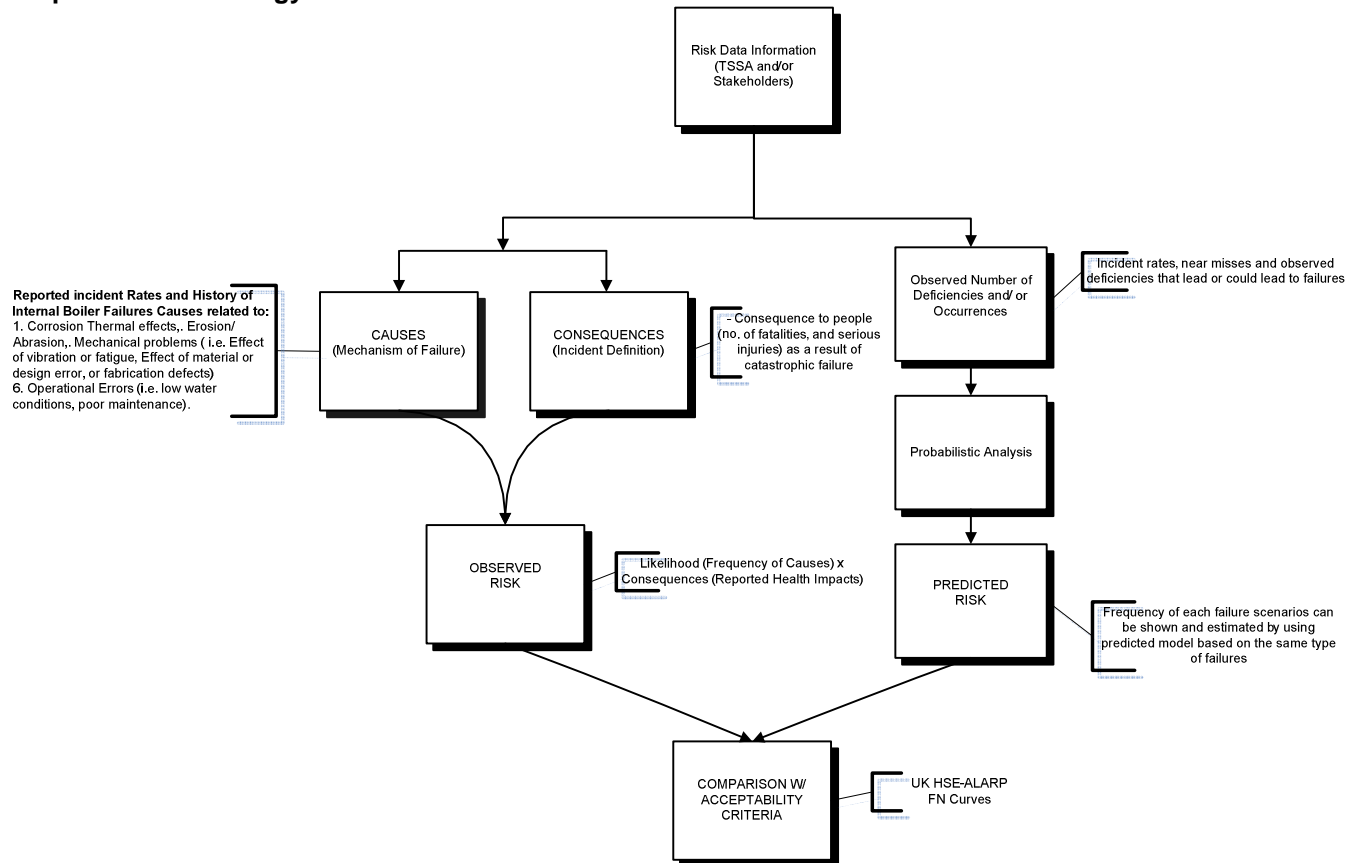 Risk Data Information
(TSSA and/or
Stakeholders)
Observed Number of
Deficiencies and/ or
Occurrences
Incident rates, near misses and observed
deficiencies that lead or could lead to failures
Reported incident Rates and History of
Internal Boiler Failures Causes related to:
1. Corrosion Thermal effects,. Erosion/
Abrasion,. Mechanical problems ( i.e. Effect
of vibration or fatigue, Effect of material or
design error, or fabrication defects)
6. Operational Errors (i.e. low water
conditions, poor maintenance).
CAUSES
(Mechanism of Failure)
CONSEQUENCES
(Incident Definition)
- Consequence to people
(no. of fatalities, and serious
injuries) as a result of
catastrophic failure
Probabilistic Analysis
OBSERVED
RISK
Likelihood (Frequency of Causes) x
Consequences (Reported Health Impacts)
PREDICTED
RISK
Frequency of each failure scenarios can
be shown and estimated by using
predicted model based on the same type
of failures
COMPARISON W/
ACCEPTABILITY
CRITERIA
UK HSE-ALARP
FN Curves